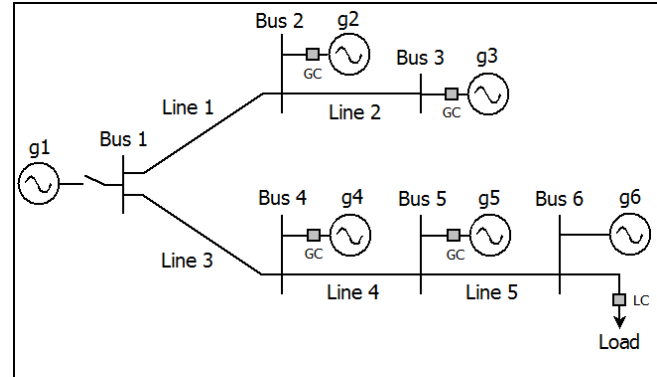 Bus 2
g2
GC
Bus 3
g3
GC
Line 1
Line 2
Bus 1
g1
Bus 4
g4
GC
Bus 5
g5
GC
Bus 6
g6
Line 3
Line 4
Line 5
LC
Load